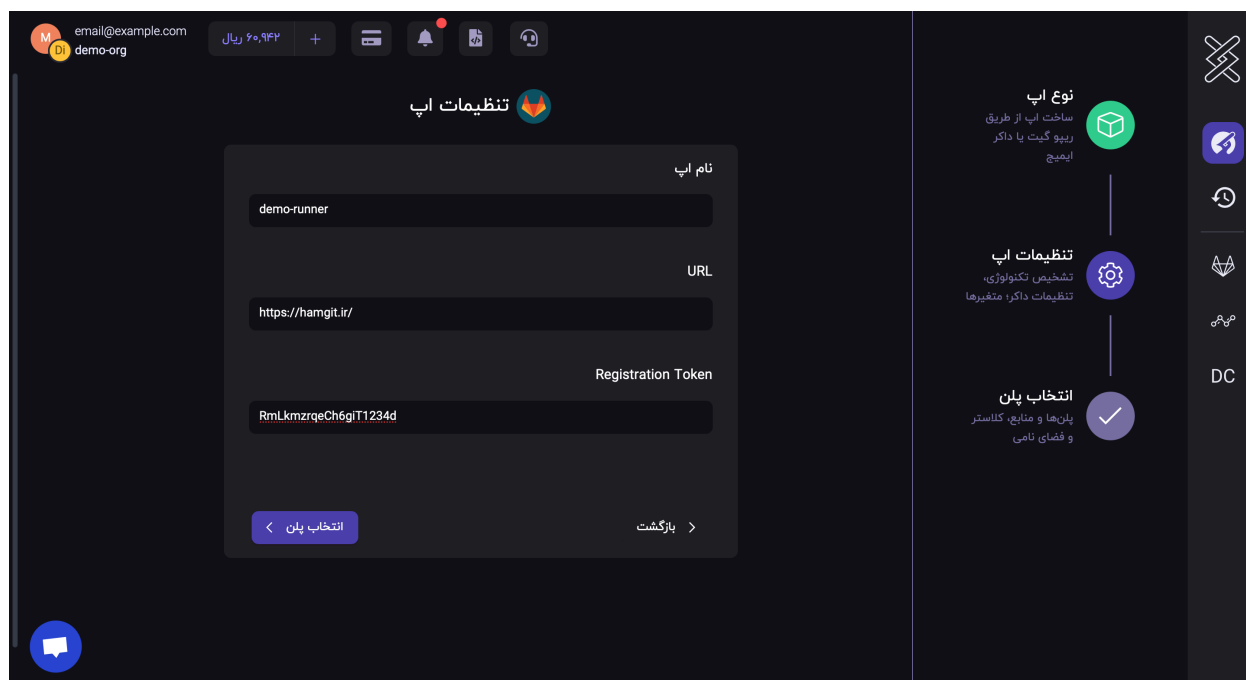 email@example.com
demo-org
۶۰,۹۴۲ ریال
+
M
Di
تنظیمات اپ
نام اپ
demo-runner
URL
https://hamgit.ir/
Registration Token
RmLkmzrqeCh6giT1234d
بازگشت
انتخاب پلن
نوع اپ
ساخت اپ از طریق
ریپو گیت یا داکر
ایمیج
تنظیمات اپ
تشخیص تکنولوژی،
تنظیمات داکر؛ متغیرها
انتخاب پلن
پلن‌ها و منابع، کلاستر
و فضای نامی
DC